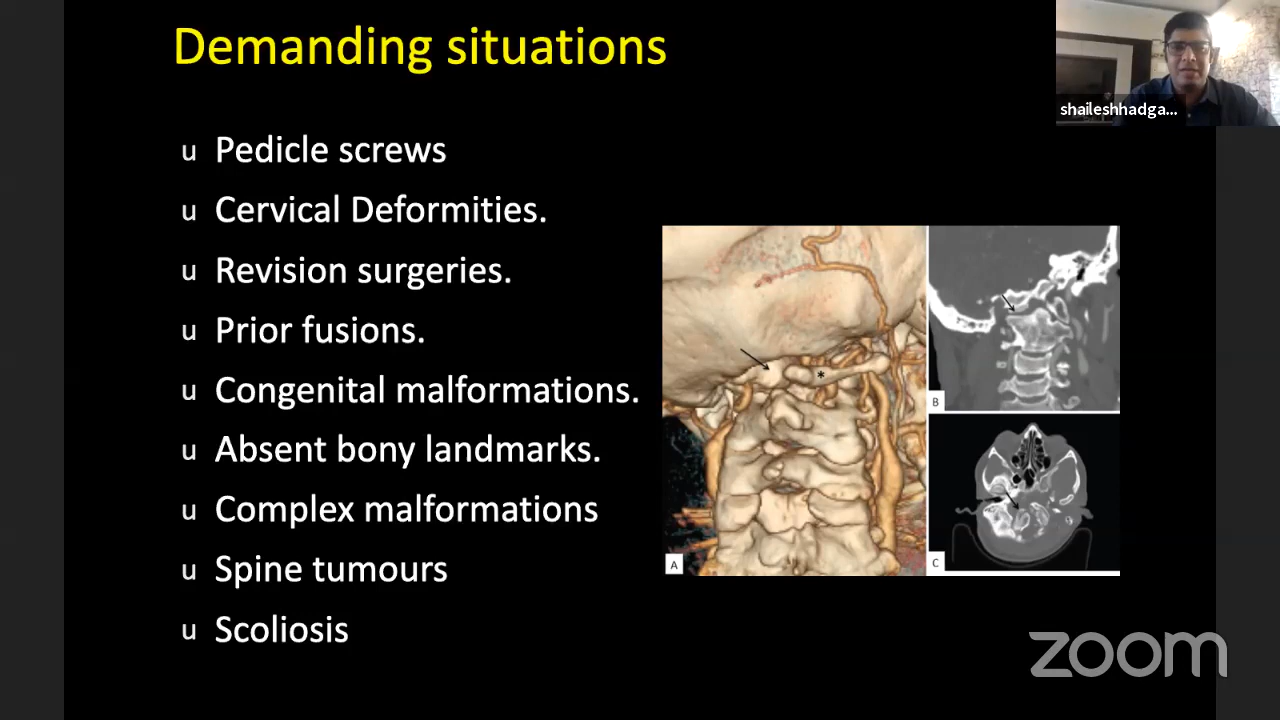 Demanding situations
shaileshhadga...
u Pedicle screws
u Cervical Deformities.
u Revision surgeries.
u Prior fusions.
u Congenital malformations.
u Absent bony landmarks.
u Complex malformations
u Spine tumours
u Scoliosis
*
B
A
C
zoom